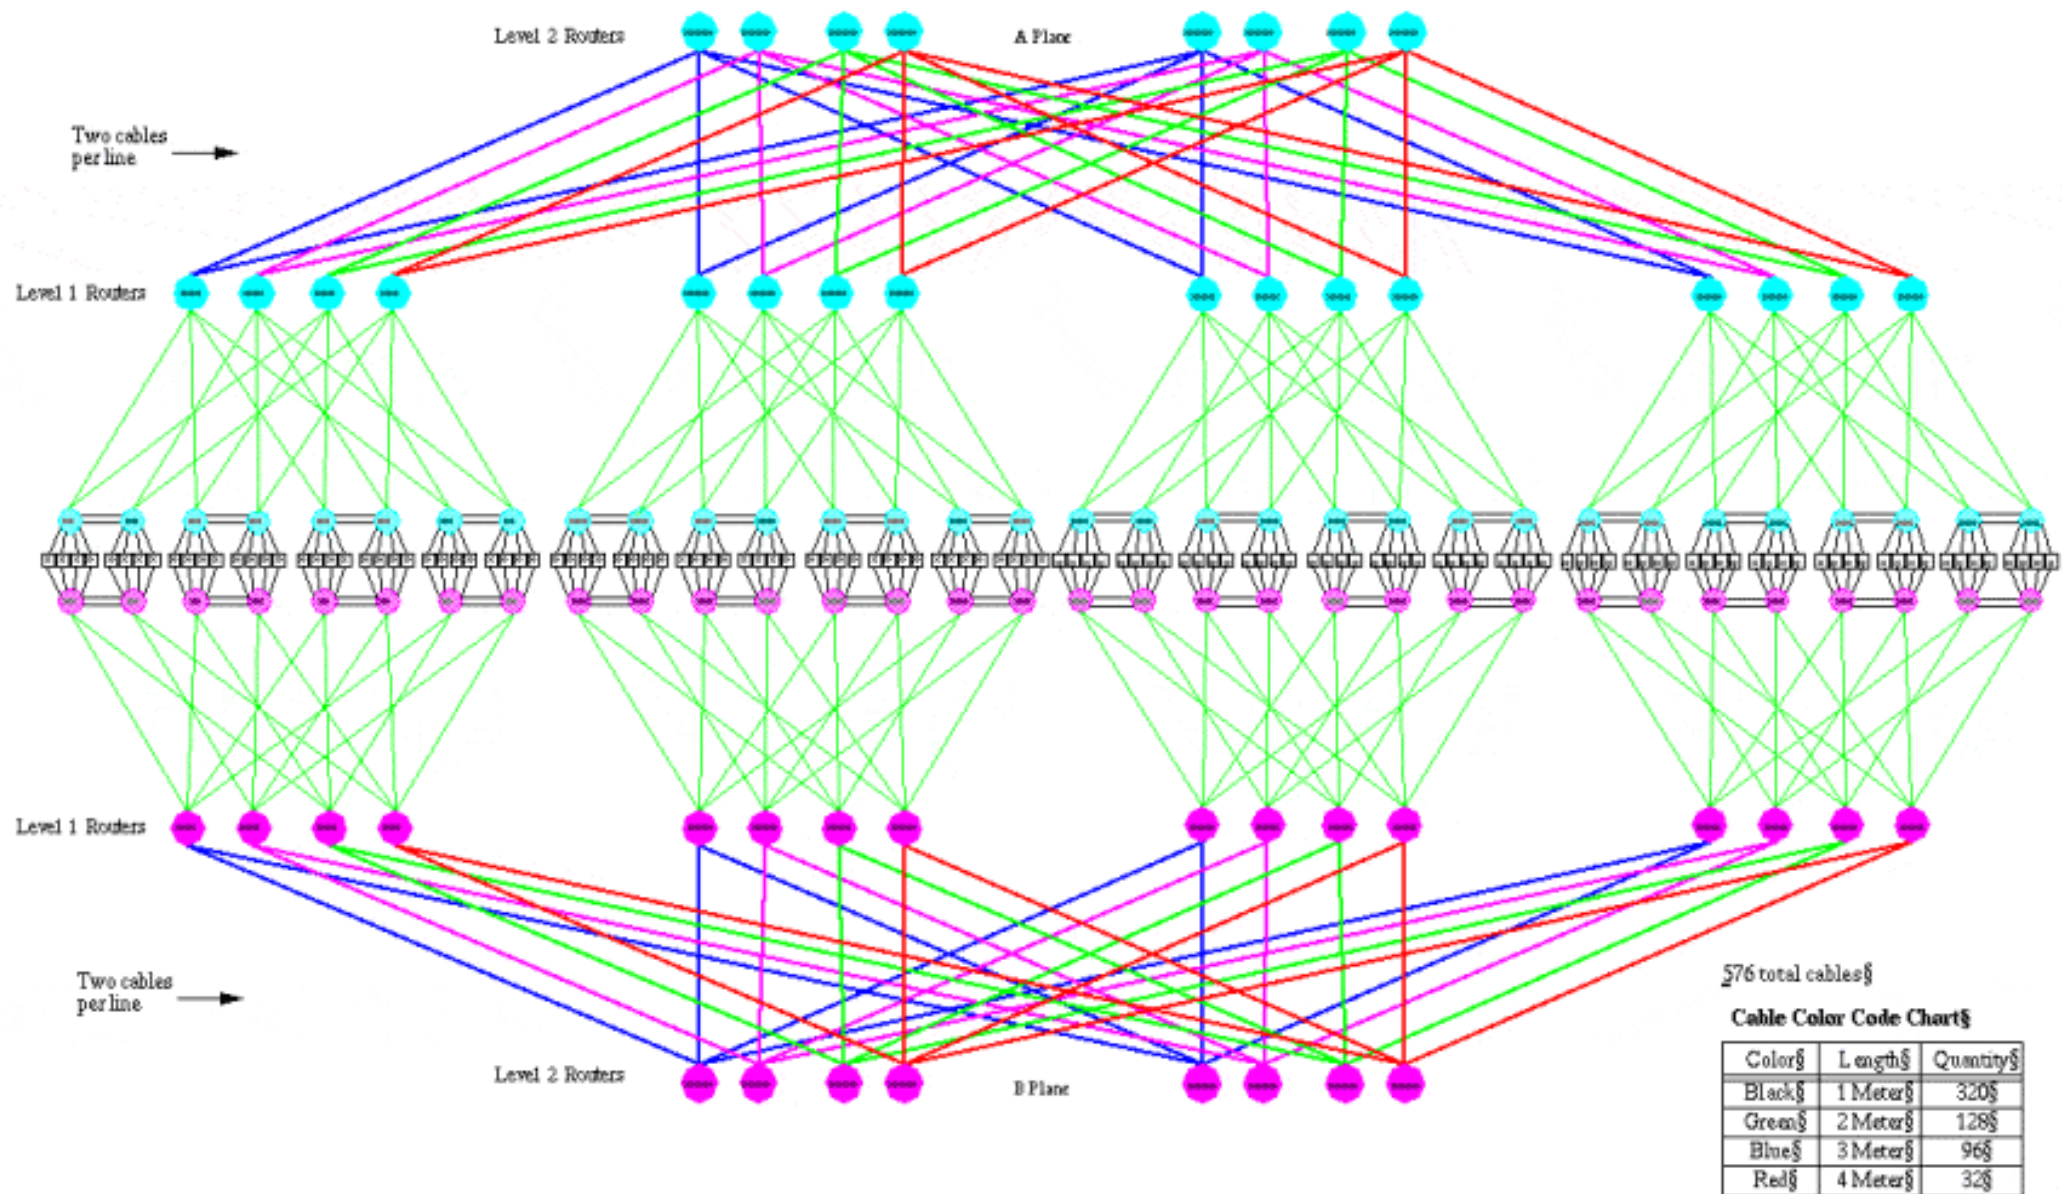 Level 2 Routers
A Plane
Two cables
per line
Level 1 Routers
Level 1 Routers
Two cables
per line
Level 2 Routers
B Plane
576 total cables§
Cable Color Code Chart§
Color§ Length§ Quantity§
Black§ 1 Meter§ 320§
Green§ 2 Meter§ 128§
Blue§ 3 Meter§ 96§
Red§ 4 Meter§ 32§